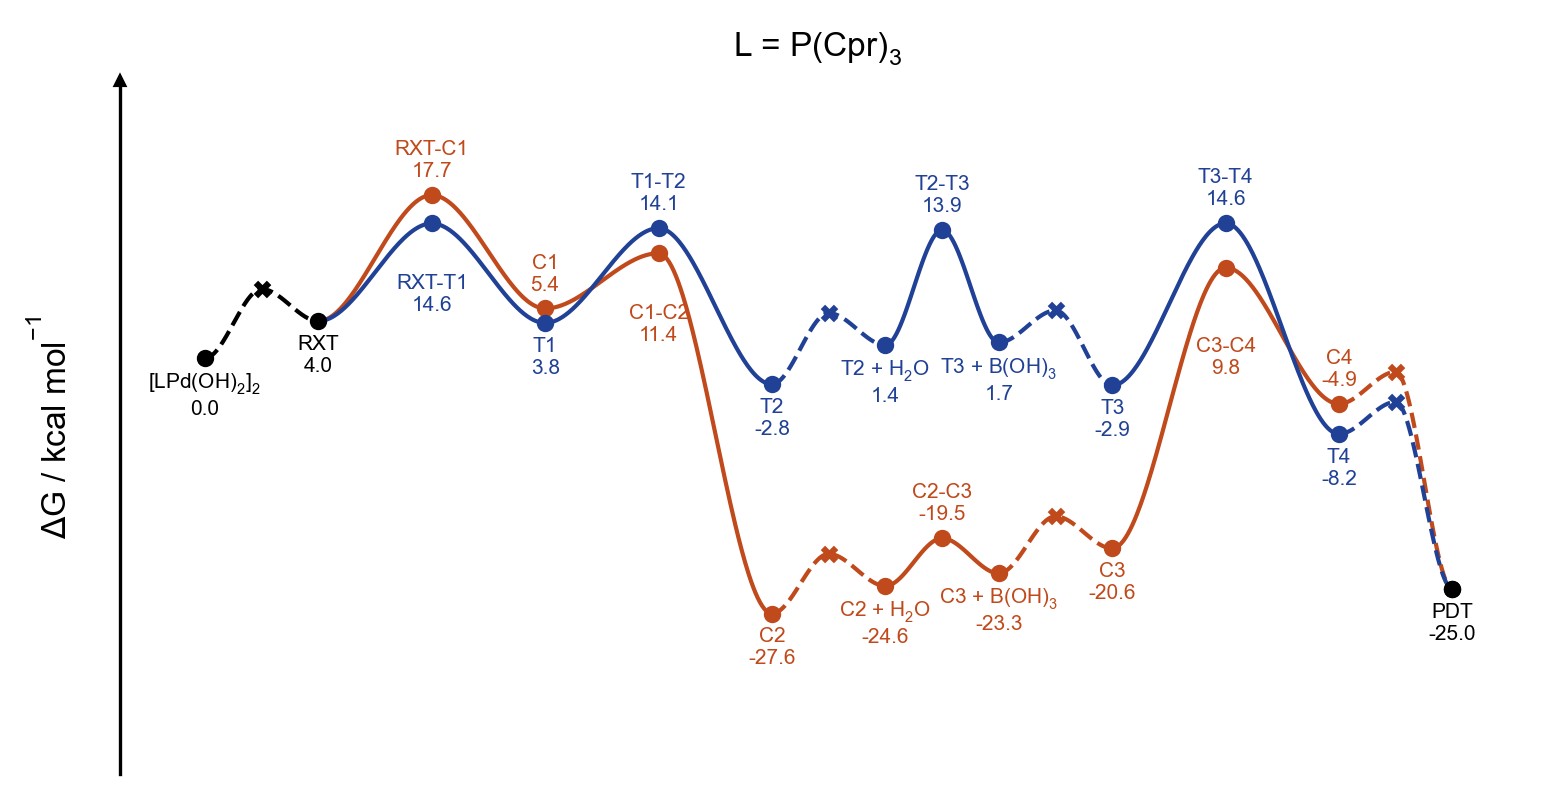 L = P(Cpr)₃
ΔG / kcal mol⁻¹
[LPd(OH)₂]₂
0.0
RXT
4.0
RXT-C1
17.7
RXT-T1
14.6
C1
5.4
T1
3.8
T1-T2
14.1
C1-C2
11.4
T2
-2.8
C2
-27.6
T2 + H₂O
1.4
C2 + H₂O
-24.6
T2-T3
13.9
C2-C3
-19.5
T3 + B(OH)₃
1.7
C3 + B(OH)₃
-23.3
T3
-2.9
C3
-20.6
T3-T4
14.6
C3-C4
9.8
C4
-4.9
T4
-8.2
PDT
-25.0